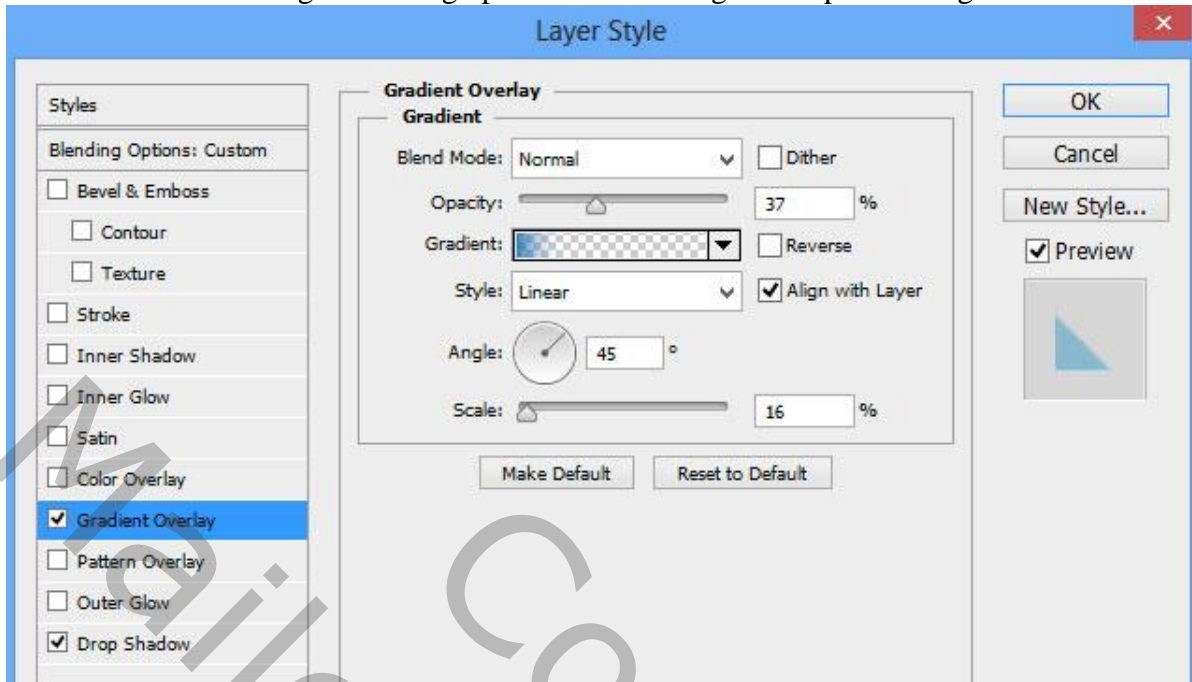 Layer Style
Styles
Blending Options: Custom
Bevel & Emboss
Contour
Texture
Stroke
Inner Shadow
Inner Glow
Satin
Color Overlay
Gradient Overlay
Pattern Overlay
Outer Glow
Drop Shadow
Gradient Overlay
Gradient
Blend Mode: Normal Dither
Opacity: 37 %
Gradient: Reverse
Style: Linear Align with Layer
Angle: 45 °
Scale: 16 %
Make Default Reset to Default
OK
Cancel
New Style...
Preview